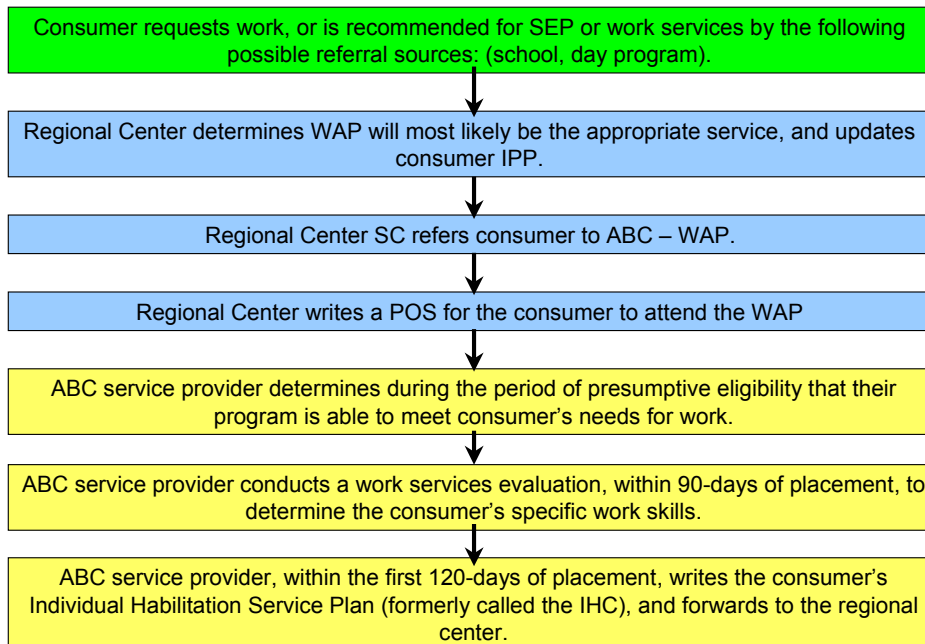 Consumer requests work, or is recommended for SEP or work services by the following
possible referral sources: (school, day program).
Regional Center determines WAP will most likely be the appropriate service, and updates
consumer IPP.
Regional Center SC refers consumer to ABC – WAP.
Regional Center writes a POS for the consumer to attend the WAP
ABC service provider determines during the period of presumptive eligibility that their
program is able to meet consumer’s needs for work.
ABC service provider conducts a work services evaluation, within 90-days of placement, to
determine the consumer’s specific work skills.
ABC service provider, within the first 120-days of placement, writes the consumer’s
Individual Habilitation Service Plan (formerly called the IHC), and forwards to the regional
center.